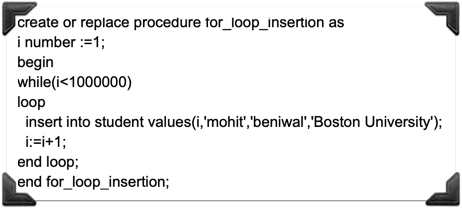 create or replace procedure for_loop_insertion as
i number :=1;
begin
while(i<1000000)
loop
insert into student values(i,'mohit','beniwal','Boston University');
i:=i+1;
end loop;
end for_loop_insertion;